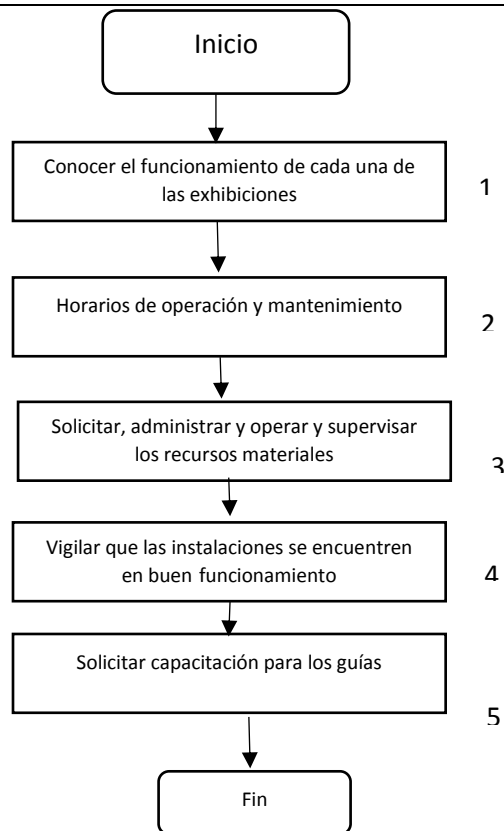 Inicio
Conocer el funcionamiento de cada una de
las exhibiciones
1
Horarios de operación y mantenimiento
2
Solicitar, administrar y operar y supervisar
los recursos materiales
3
Vigilar que las instalaciones se encuentren
en buen funcionamiento
4
Solicitar capacitación para los guías
5
Fin